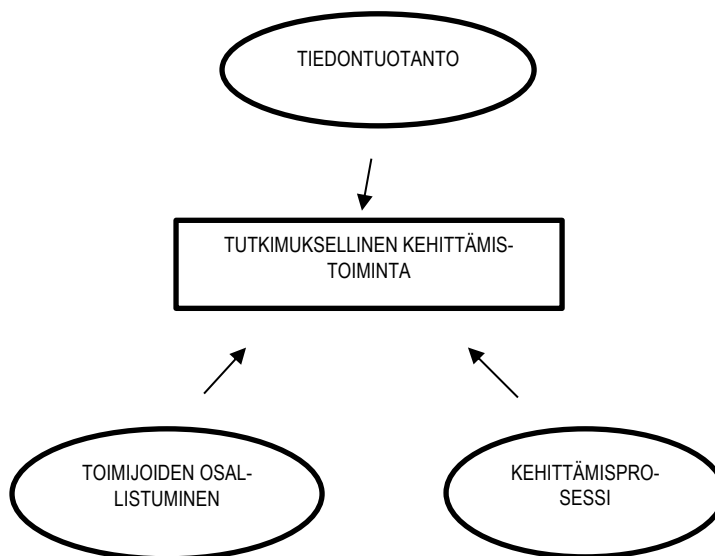 TIEDONTUOTANTO
TUTKIMUKSELLINEN KEHITTÄMIS-
TOIMINTA
TOIMIJOIDEN OSAL-
LISTUMINEN
KEHITTÄMISPRO-
SESSI